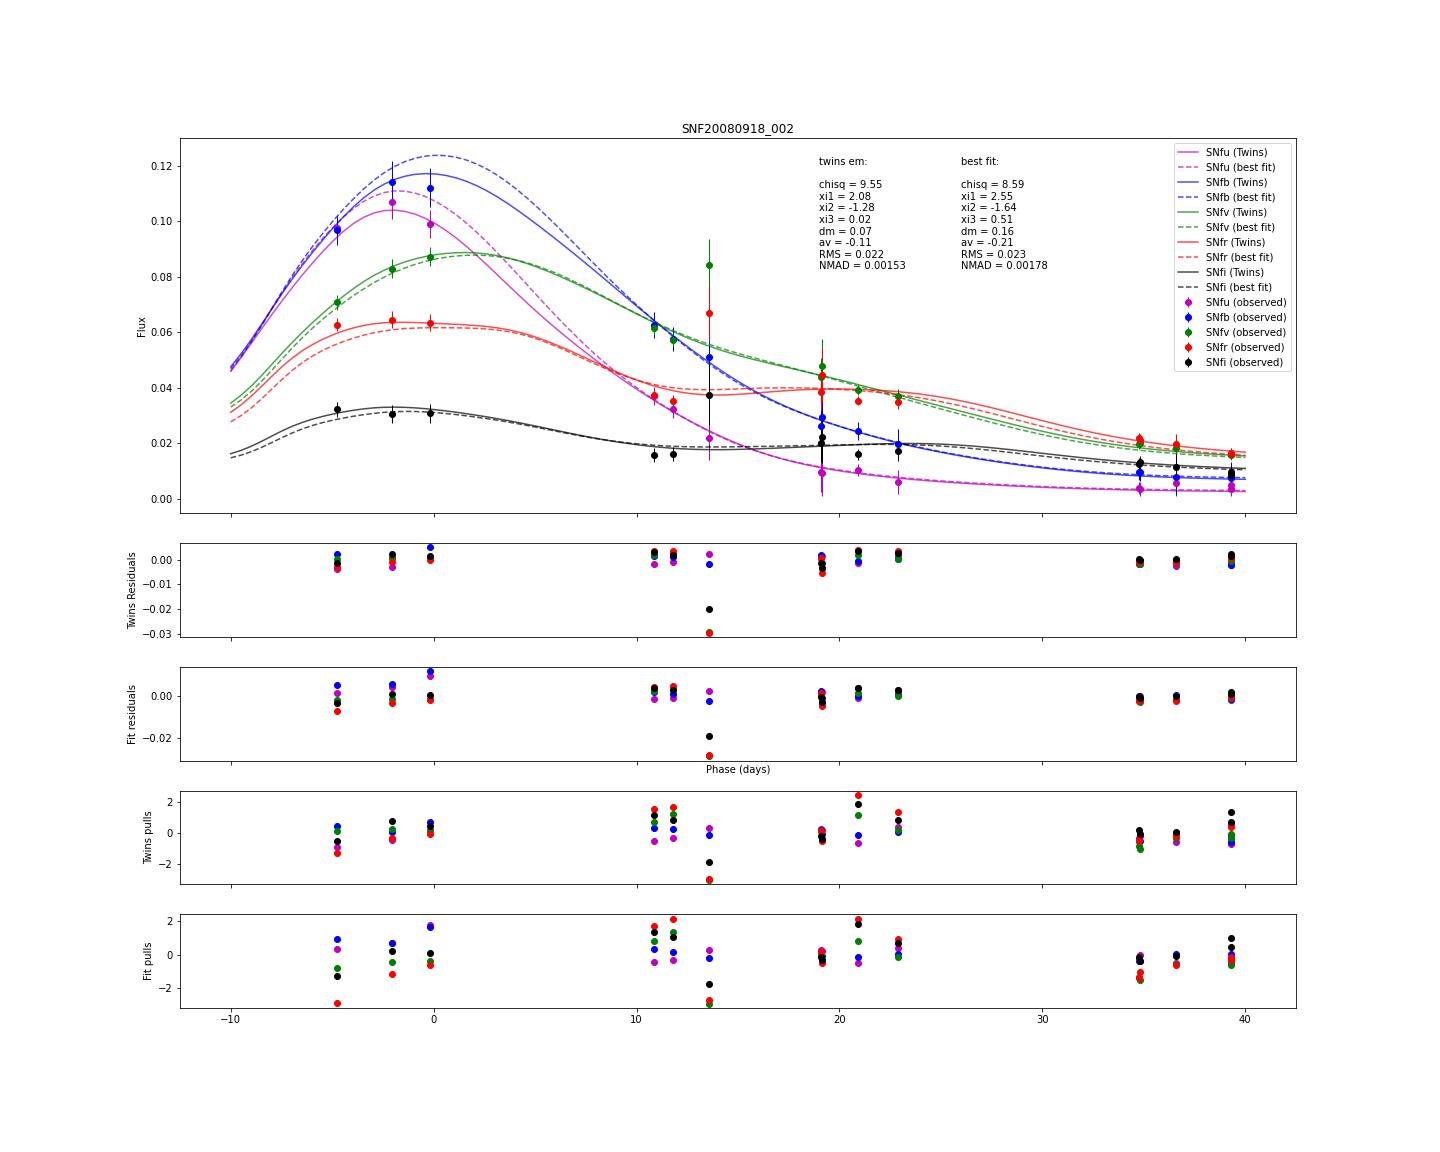 SNF20080918_002
Flux
0.12
0.10
0.08
0.06
0.04
0.02
0.00
twins em:
chisq = 9.55
xi1 = 2.08
xi2 = -1.28
xi3 = 0.02
dm = 0.07
av = -0.11
RMS = 0.022
NMAD = 0.00153
best fit:
chisq = 8.59
xi1 = 2.55
xi2 = -1.64
xi3 = 0.51
dm = 0.16
av = -0.21
RMS = 0.023
NMAD = 0.00178
SNfu (Twins)
SNfu (best fit)
SNfb (Twins)
SNfb (best fit)
SNfv (Twins)
SNfv (best fit)
SNfr (Twins)
SNfr (best fit)
SNfi (Twins)
SNfi (best fit)
SNfu (observed)
SNfb (observed)
SNfv (observed)
SNfr (observed)
SNfi (observed)
Twins Residuals
0.00
−0.01
−0.02
−0.03
Fit residuals
0.00
−0.02
Phase (days)
Twins pulls
2
0
−2
Fit pulls
2
0
−2
−10 0 10 20 30 40